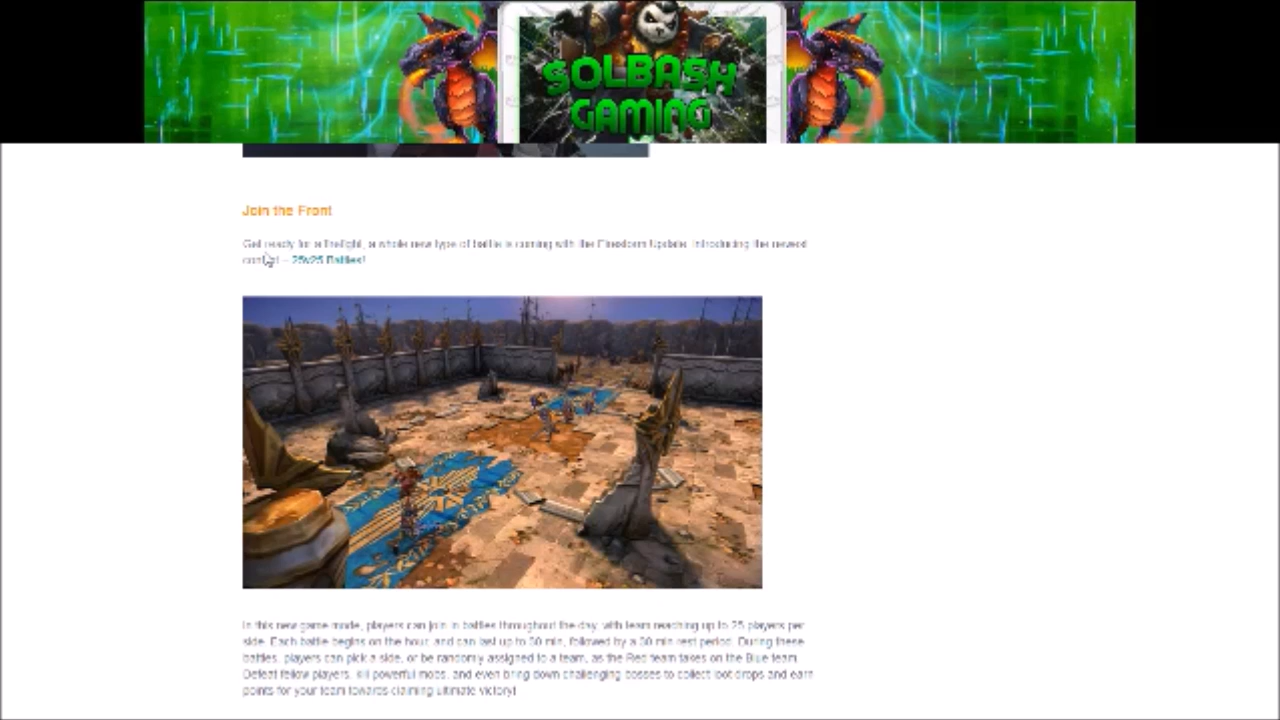 SOLBASH
GAMING
Join the Front
Get ready for a firefight, a whole new type of battle is coming with the Firestorm Update. Introducing the newest
– 25v25 Battles!
In this new game mode, players can join in battles throughout the day, with team reaching up to 25 players per
side. Each battle begins on the hour, and can last up to 30 min, followed by a 30 min rest period. During these
battles, players can pick a side, or be randomly assigned to a team, as the Red team takes on the Blue team.
Defeat fellow players, kill powerful mobs, and even bring down challenging bosses to collect loot drops and earn
points for your team towards claiming ultimate victory!